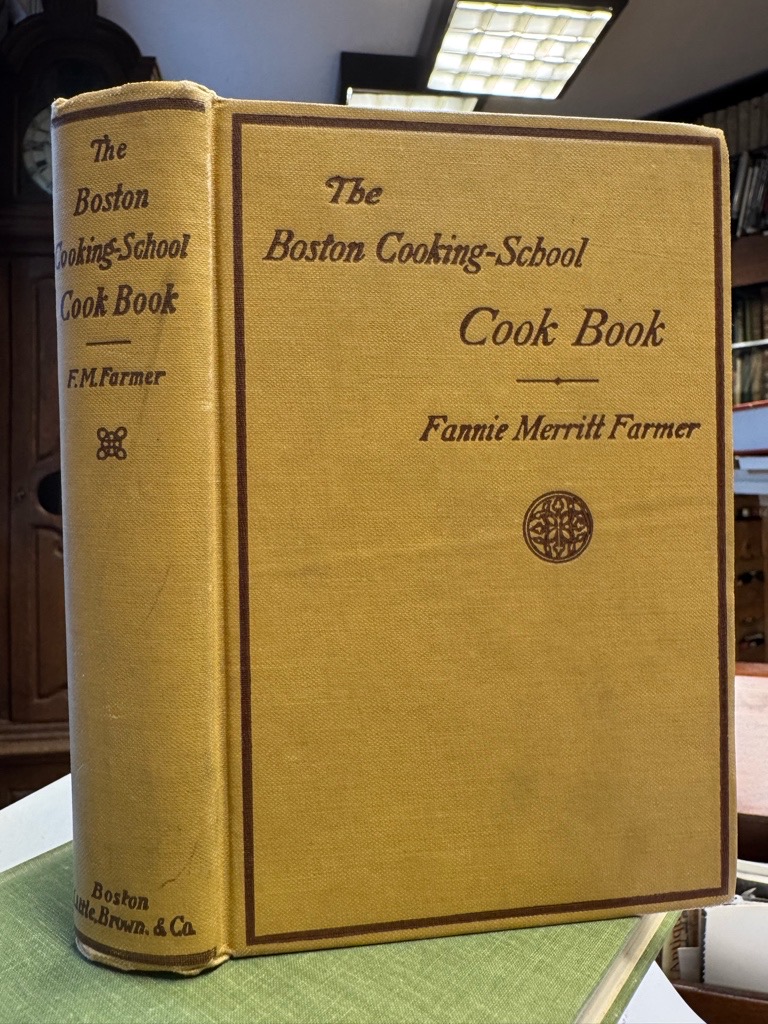 The
Boston
Cooking-School
Cook Book
F.M.Farmer
Boston
Little, Brown. & Co.
The
Boston Cooking-School
Cook Book
Fannie Merritt Farmer